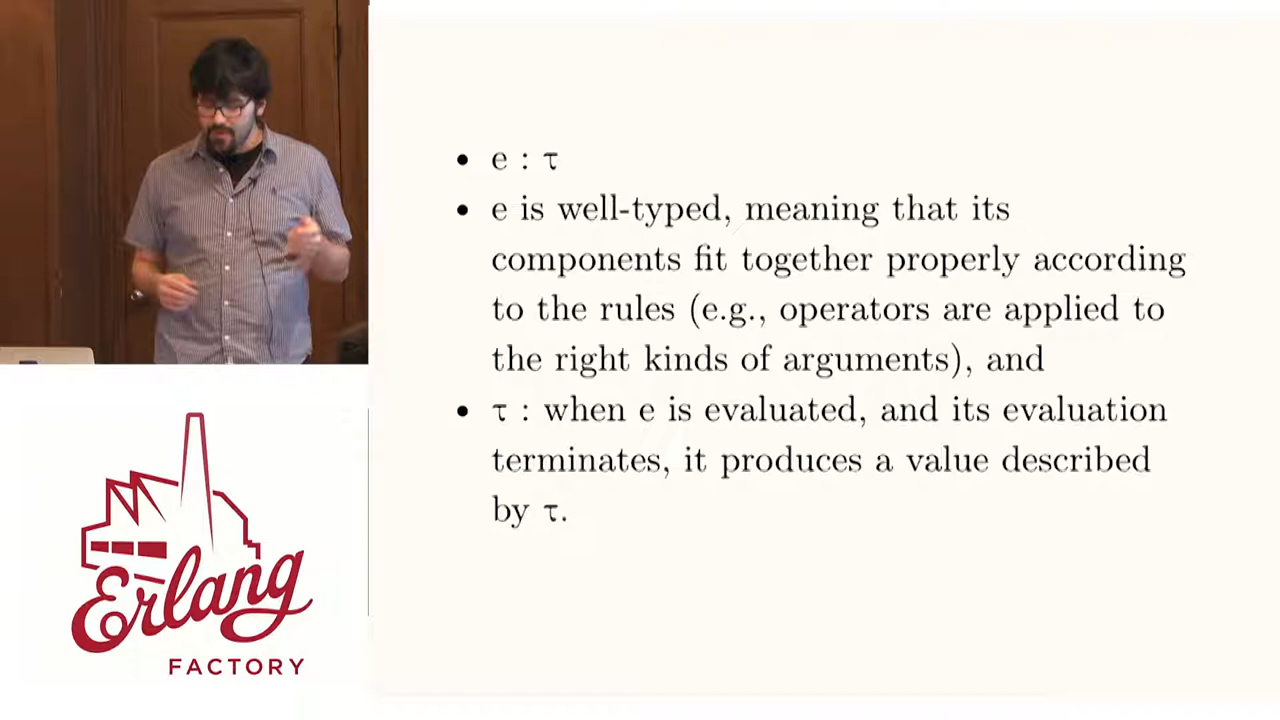 • e : τ
• e is well-typed, meaning that its
components fit together properly according
to the rules (e.g., operators are applied to
the right kinds of arguments), and
• τ : when e is evaluated, and its evaluation
terminates, it produces a value described
by τ.
Erlang
FACTORY